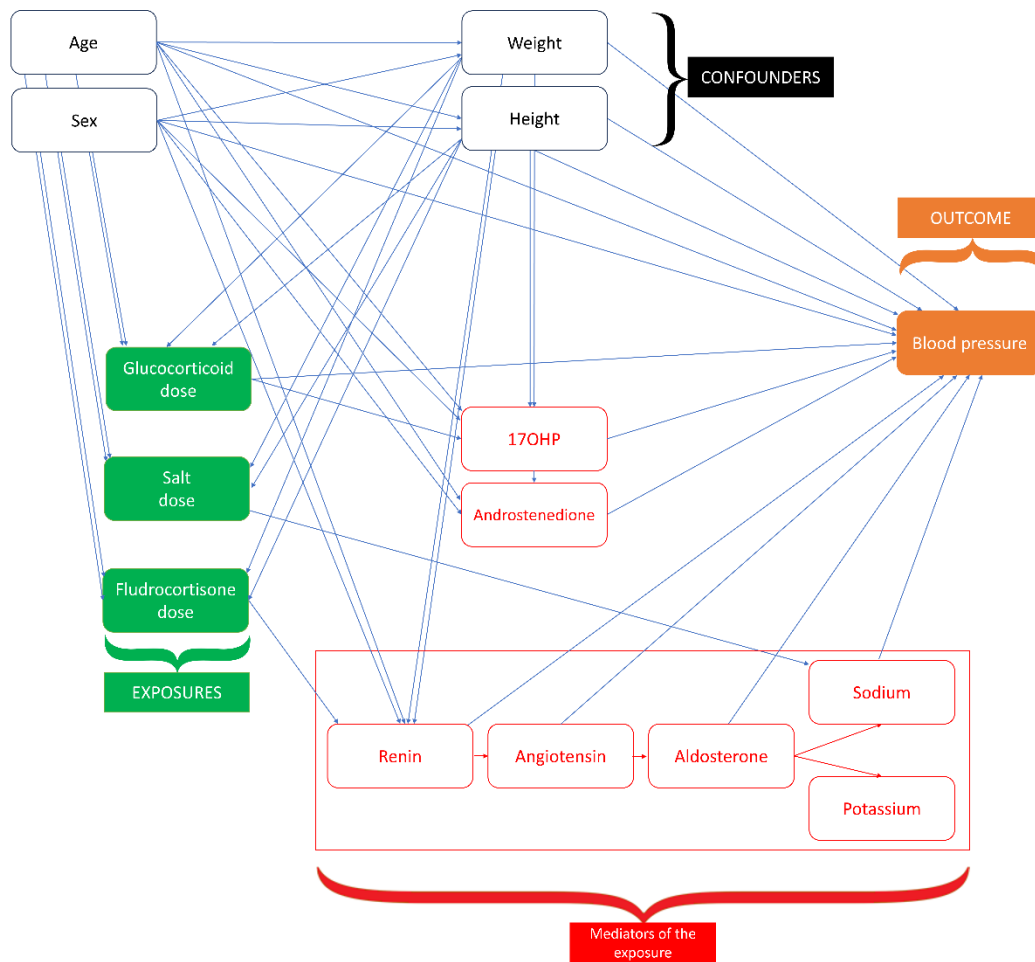 Age
Weight
CONFOUNDERS
Sex
Height
OUTCOME
Blood pressure
Glucocorticoid
dose
17OHP
Salt
dose
Androstenedione
Fludrocortisone
dose
EXPOSURES
Sodium
Renin
Angiotensin
Aldosterone
Potassium
Mediators of the
exposure